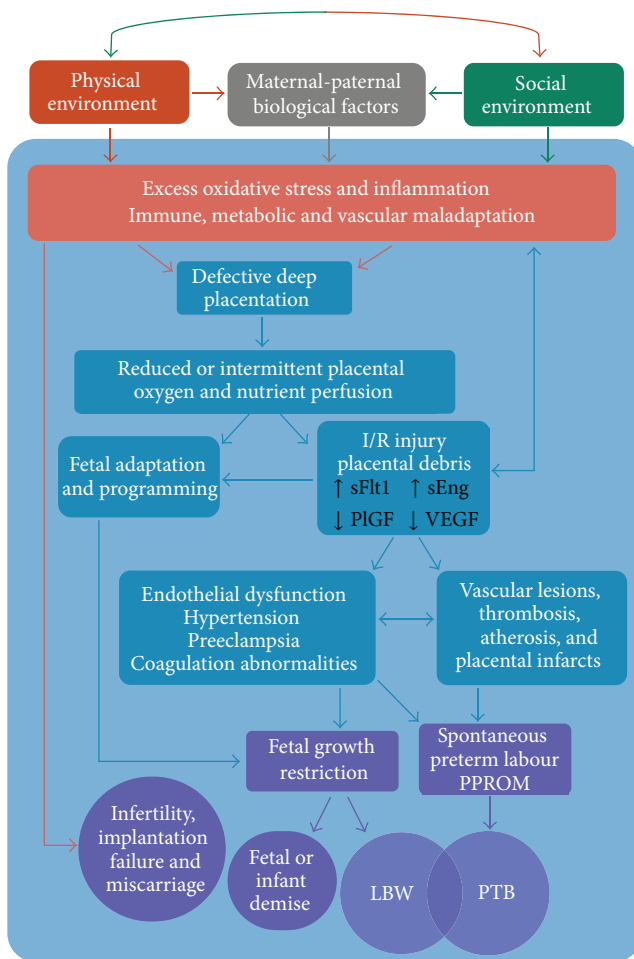 Physical
environment
Maternal-paternal
biological factors
Social
environment
Excess oxidative stress and inflammation
Immune, metabolic and vascular maladaptation
Defective deep
placentation
Reduced or intermittent placental
oxygen and nutrient perfusion
Fetal adaptation
and programming
I/R injury
placental debris
↑ sFlt1 ↑ sEng
↓ PlGF ↓ VEGF
Endothelial dysfunction
Hypertension
Preeclampsia
Coagulation abnormalities
Vascular lesions,
thrombosis,
atherosis, and
placental infarcts
Fetal growth
restriction
Spontaneous
preterm labour
PPROM
Infertility,
implantation
failure and
miscarriage
Fetal or
infant
demise
LBW
PTB